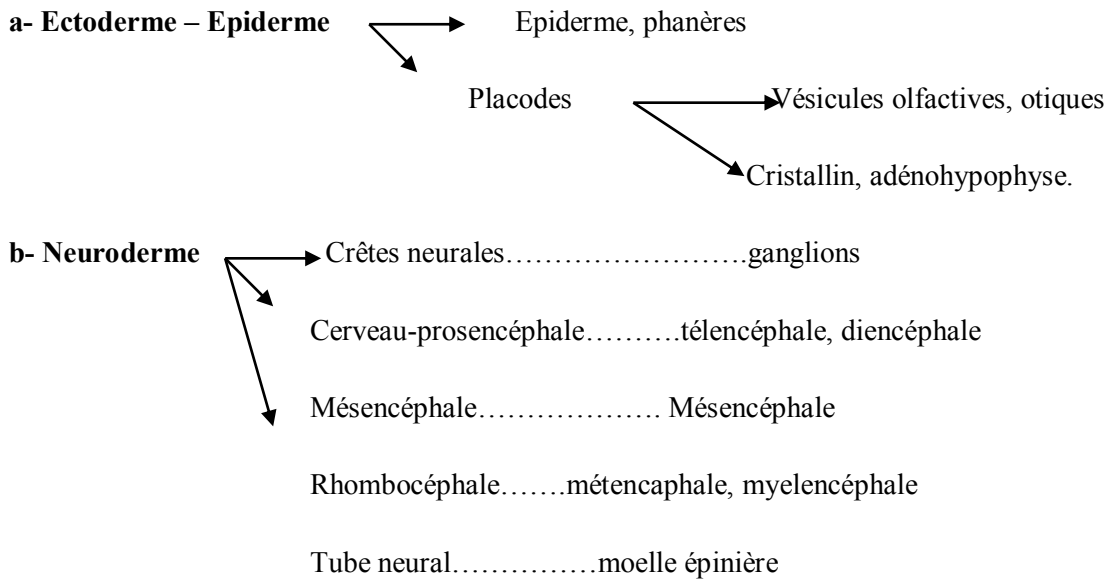 a- Ectoderme – Epiderme Epiderme, phanères
Placodes Vésicules olfactives, otiques
Cristallin, adénohypophyse.
b- Neuroderme Crêtes neurales……………………ganglions
Cerveau-prosencéphale……….télencéphale, diencéphale
Mésencéphale………………. Mésencéphale
Rhombocéphale…….métencaphale, myelencéphale
Tube neural……………moelle épinière